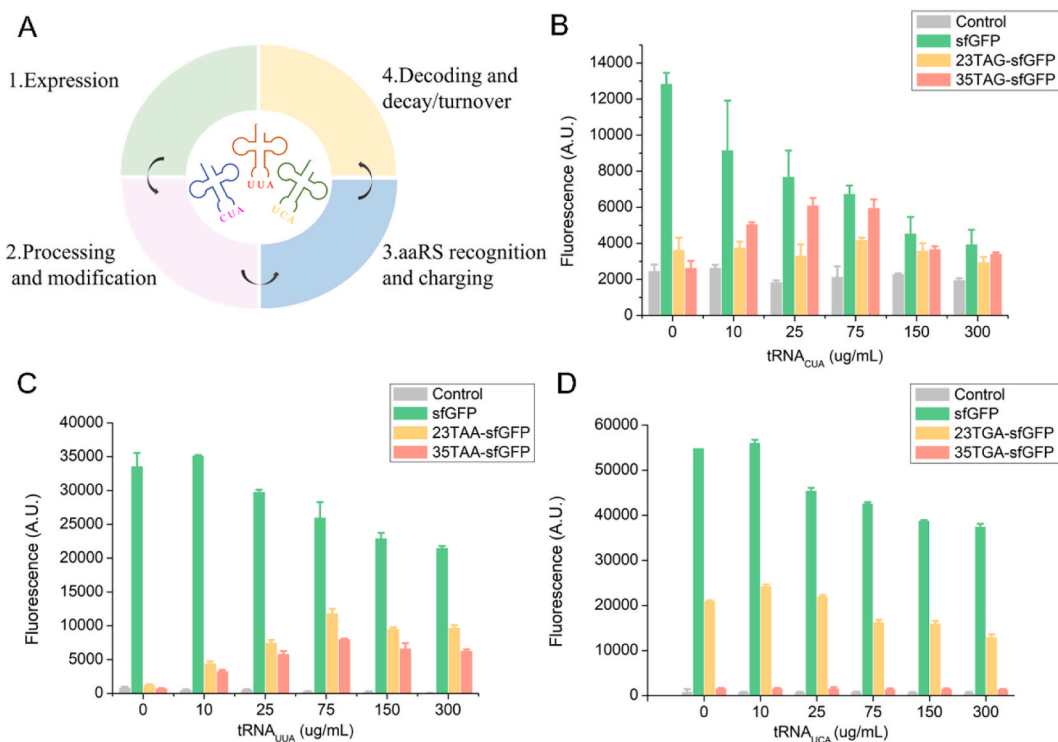 A
1.Expression
4.Decoding and
decay/turnover
UUA
CUA
UCA
2.Processing
and modification
3.aaRS recognition
and charging
B
Control
sfGFP
23TAG-sfGFP
35TAG-sfGFP
Fluorescence (A.U.)
14000
12000
10000
8000
6000
4000
2000
0
0 10 25 75 150 300
tRNA_CUA (ug/mL)
C
Control
sfGFP
23TAA-sfGFP
35TAA-sfGFP
Fluorescence (A.U.)
40000
35000
30000
25000
20000
15000
10000
5000
0
0 10 25 75 150 300
tRNA_UUA (ug/mL)
D
Control
sfGFP
23TGA-sfGFP
35TGA-sfGFP
Fluorescence (A.U.)
60000
50000
40000
30000
20000
10000
0
0 10 25 75 150 300
tRNA_UCA (ug/mL)